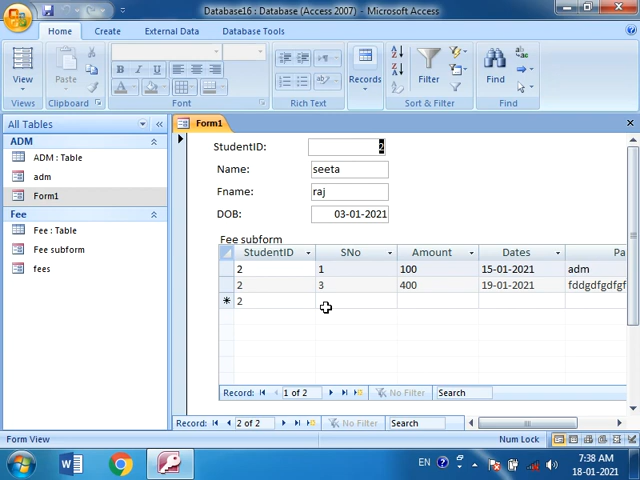 Database16 : Database (Access 2007) - Microsoft Access
Home Create External Data Database Tools
View Paste B I U A ab Records Filter Find
Views Clipboard Font Rich Text Sort & Filter Find
All Tables Form1
ADM
ADM : Table
adm
Form1
Fee
Fee : Table
Fee subform
fees
StudentID: 2
Name: seeta
Fname: raj
DOB: 03-01-2021
Fee subform
StudentID SNo Amount Dates Pa
2 1 100 15-01-2021 adm
2 3 400 19-01-2021 fddgdfgdfgf
2
Record: 1 of 2 No Filter Search
Record: 2 of 2 No Filter Search
Form View Num Lock
EN 7:38 AM
18-01-2021